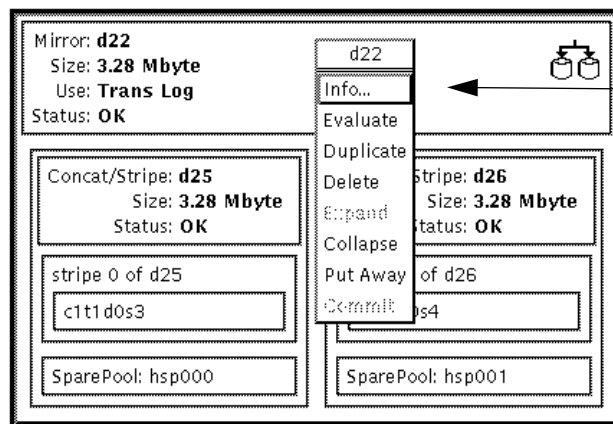 Mirror: d22
Size: 3.28 Mbyte
Use: Trans Log
Status: OK
d22
Info...
Evaluate
Duplicate
Delete
Expand
Collapse
Put Away
Commit
Concat/Stripe: d25
Size: 3.28 Mbyte
Status: OK
stripe 0 of d25
c1t1d0s3
SparePool: hsp000
Stripe: d26
Size: 3.28 Mbyte
Status: OK
of d26
0s4
SparePool: hsp001